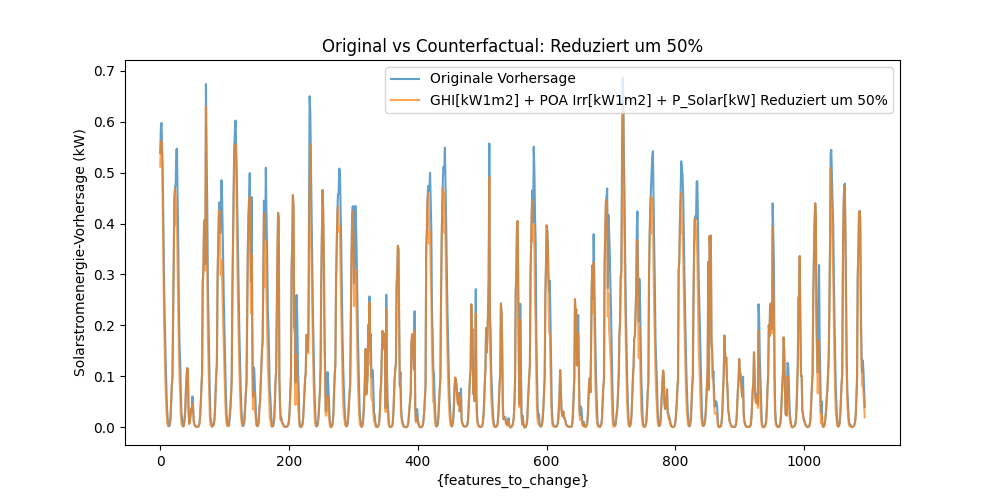 Original vs Counterfactual: Reduziert um 50%
Originale Vorhersage
GHI[kW1m2] + POA Irr[kW1m2] + P_Solar[kW] Reduziert um 50%
Solarstromenergie-Vorhersage (kW)
0.7
0.6
0.5
0.4
0.3
0.2
0.1
0.0
0 200 400 600 800 1000
{features_to_change}